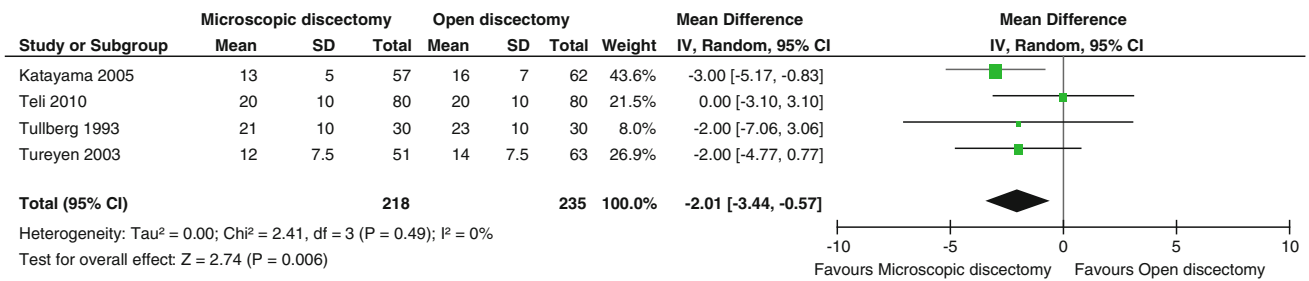 Microscopic discectomy Open discectomy Mean Difference Mean Difference
Study or Subgroup Mean SD Total Mean SD Total Weight IV, Random, 95% CI IV, Random, 95% CI
Katayama 2005 13 5 57 16 7 62 43.6% -3.00 [-5.17, -0.83]
Teli 2010 20 10 80 20 10 80 21.5% 0.00 [-3.10, 3.10]
Tullberg 1993 21 10 30 23 10 30 8.0% -2.00 [-7.06, 3.06]
Tureyen 2003 12 7.5 51 14 7.5 63 26.9% -2.00 [-4.77, 0.77]
Total (95% CI) 218 235 100.0% -2.01 [-3.44, -0.57]
Heterogeneity: Tau² = 0.00; Chi² = 2.41, df = 3 (P = 0.49); I² = 0%
Test for overall effect: Z = 2.74 (P = 0.006)
-10 -5 0 5 10
Favours Microscopic discectomy Favours Open discectomy